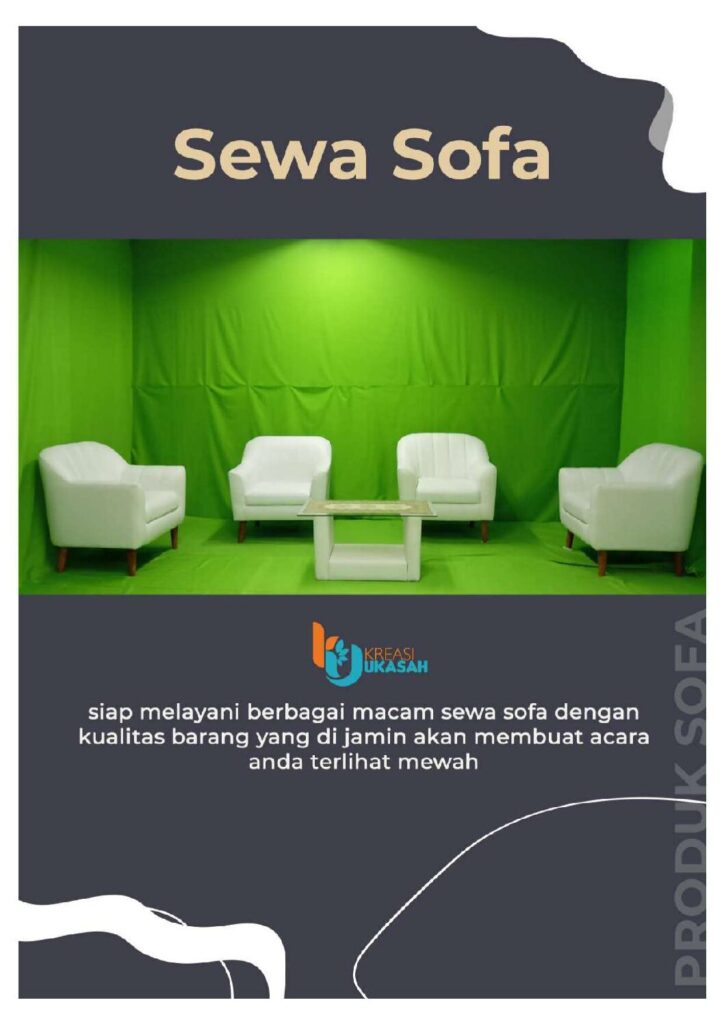 Sewa Sofa
KREASI
UKASAH
siap melayani berbagai macam sewa sofa dengan
kualitas barang yang di jamin akan membuat acara
anda terlihat mewah
PRODUK SOFA